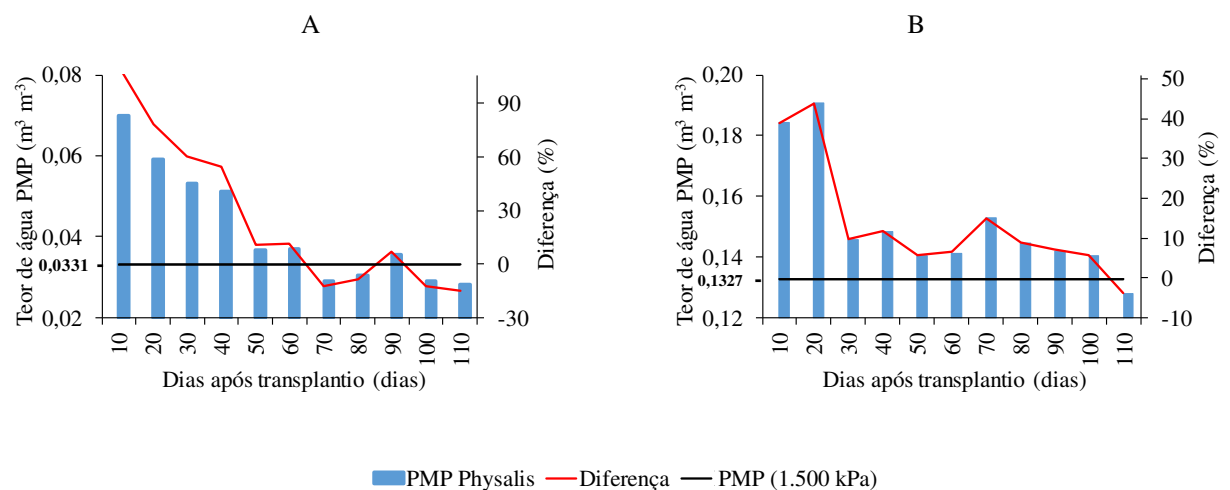 A
Teor de água PMP (m³ m⁻³)
0,08
0,06
0,04
0,0331
0,02
90
60
30
0
-30
Diferença (%)
10 20 30 40 50 60 70 80 90 100 110
Dias após transplantio (dias)
B
Teor de água PMP (m³ m⁻³)
0,20
0,18
0,16
0,14
0,1327
0,12
50
40
30
20
10
0
-10
Diferença (%)
10 20 30 40 50 60 70 80 90 100 110
Dias após transplantio (dias)
PMP Physalis Diferença PMP (1.500 kPa)